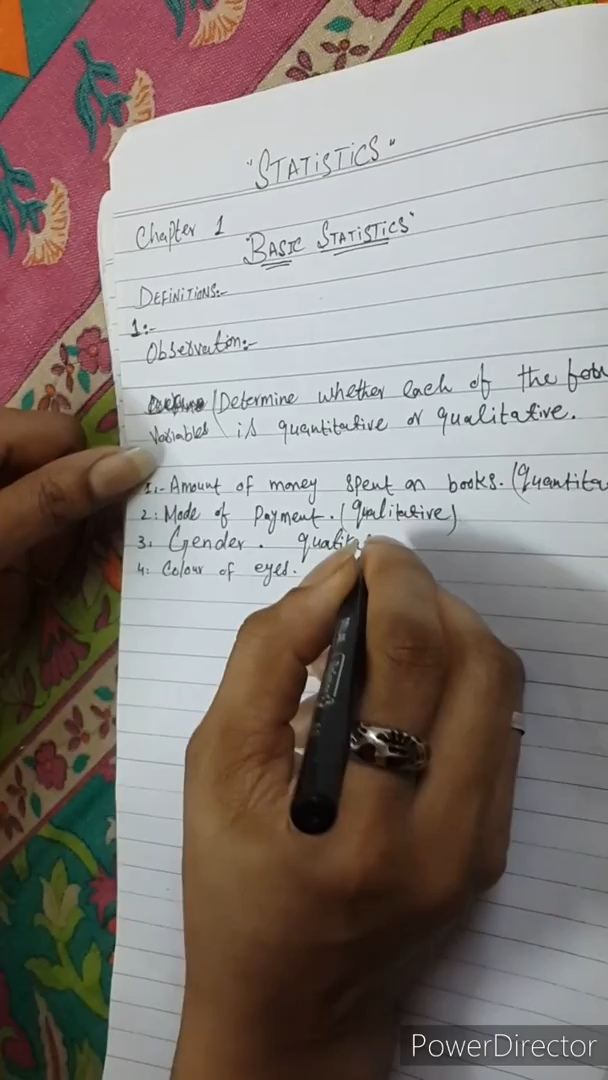 "STATISTICS"
Chapter 1
"BASIC STATISTICS"
DEFINITIONS:-
1:-
Observation:-
(Determine whether each of the
Variables is quantitative or qualitative.
1.- Amount of money spent on books. (quantita
2: Mode of Payment. (qualitative)
3. Gender. qualit
4: Colour of eyes.
PowerDirector